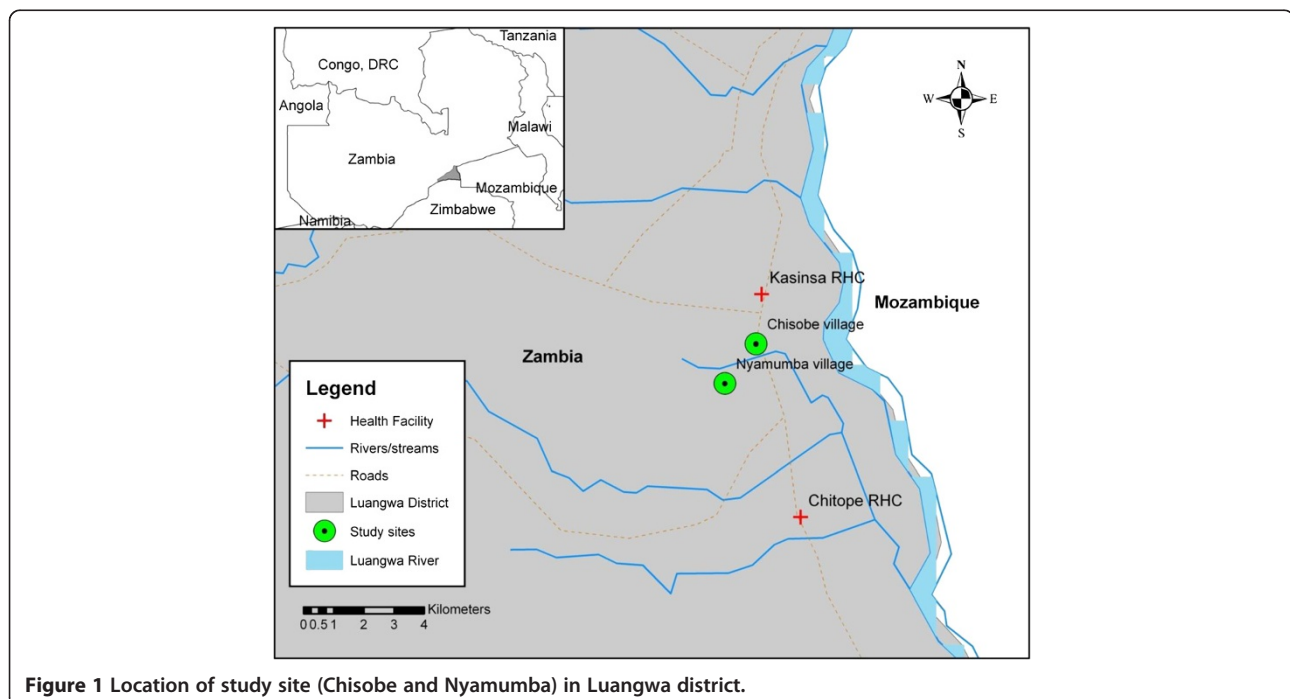 Tanzania
Congo, DRC
Angola
Malawi
Zambia
Mozambique
Zimbabwe
Namibia
N
W E
S
Kasinsa RHC
Mozambique
Chisobe village
Zambia
Nyamumba village
Chitope RHC
Legend
Health Facility
Rivers/streams
Roads
Luangwa District
Study sites
Luangwa River
Kilometers
0 0.5 1 2 3 4
Figure 1 Location of study site (Chisobe and Nyamumba) in Luangwa district.